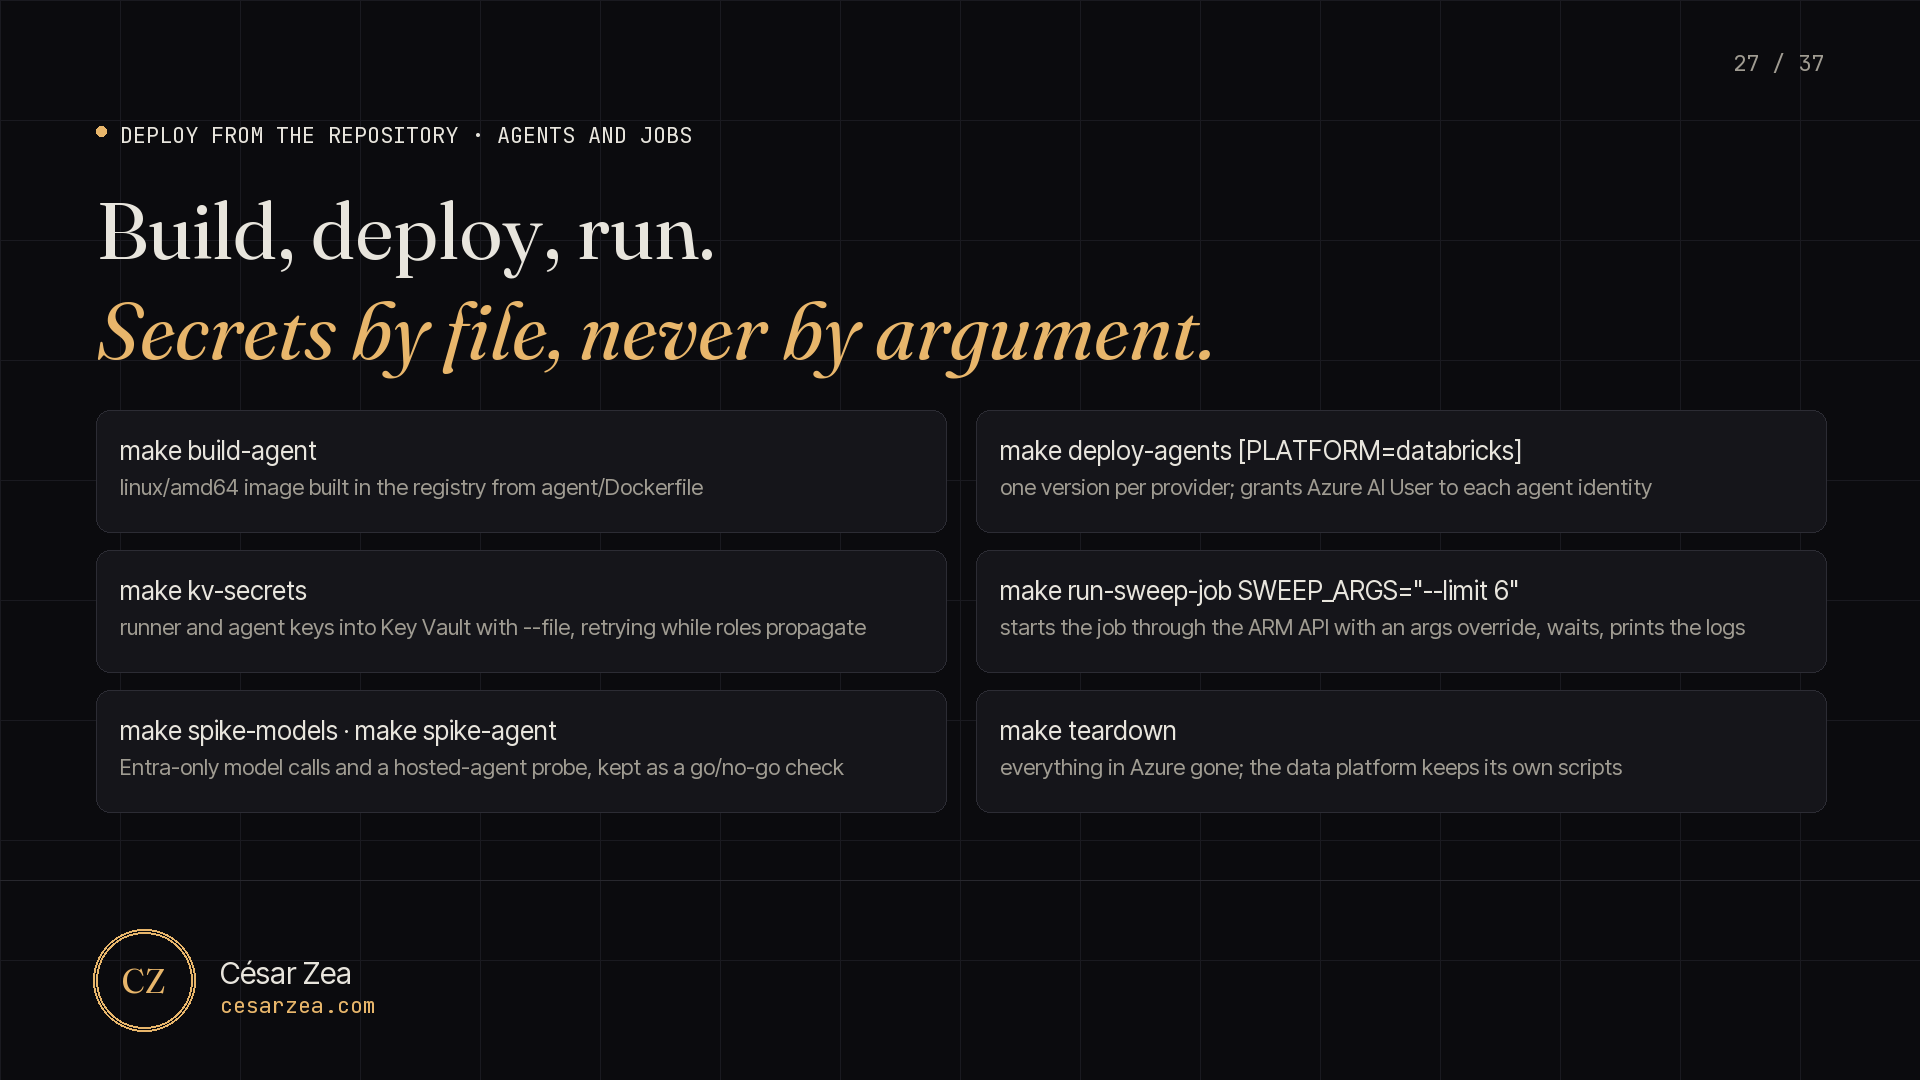 27 / 37
DEPLOY FROM THE REPOSITORY · AGENTS AND JOBS
Build, deploy, run.
Secrets by file, never by argument.
make build-agent
linux/amd64 image built in the registry from agent/Dockerfile
make deploy-agents [PLATFORM=databricks]
one version per provider; grants Azure AI User to each agent identity
make kv-secrets
runner and agent keys into Key Vault with --file, retrying while roles propagate
make run-sweep-job SWEEP_ARGS="--limit 6"
starts the job through the ARM API with an args override, waits, prints the logs
make spike-models · make spike-agent
Entra-only model calls and a hosted-agent probe, kept as a go/no-go check
make teardown
everything in Azure gone; the data platform keeps its own scripts
CZ
César Zea
cesarzea.com